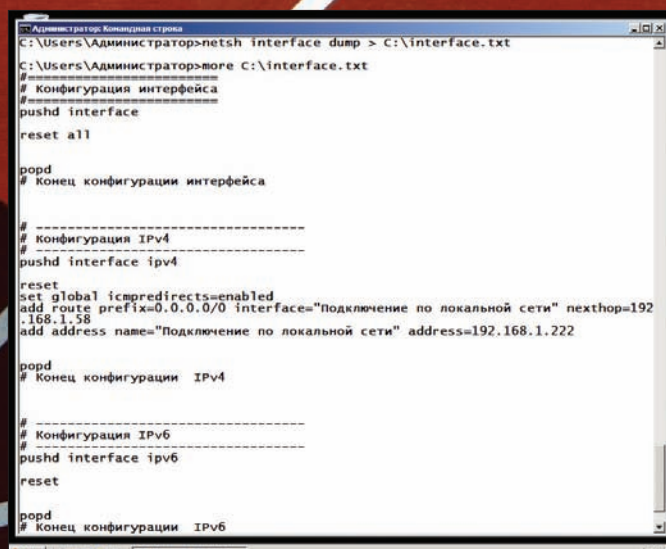 Администратор: Командная строка
C:\Users\Администратор>netsh interface dump > C:\interface.txt
C:\Users\Администратор>more C:\interface.txt
#========================
# Конфигурация интерфейса
#========================
pushd interface
reset all
popd
# Конец конфигурации интерфейса
# ----------------------------------
# Конфигурация IPv4
# ----------------------------------
pushd interface ipv4
reset
set global icmpredirects=enabled
add route prefix=0.0.0.0/0 interface="Подключение по локальной сети" nexthop=192
.168.1.58
add address name="Подключение по локальной сети" address=192.168.1.222
popd
# Конец конфигурации  IPv4
# ----------------------------------
# Конфигурация IPv6
# ----------------------------------
pushd interface ipv6
reset
popd
# Конец конфигурации  IPv6